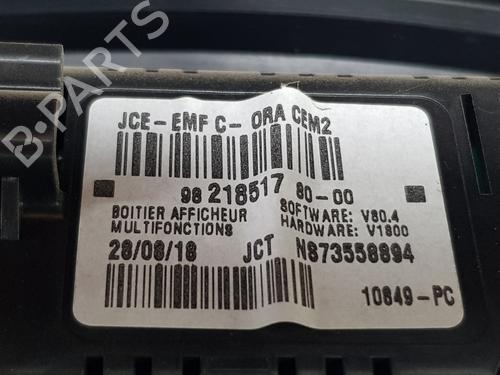 JCE-EMF C- ORA CEM2
98 218517 80-00
BOITIER AFFICHEUR
MULTIFONCTIONS
SOFTWARE: V80.4
HARDWARE: V1800
28/08/18 JCT N873558894
10849-PC
B-PARTS